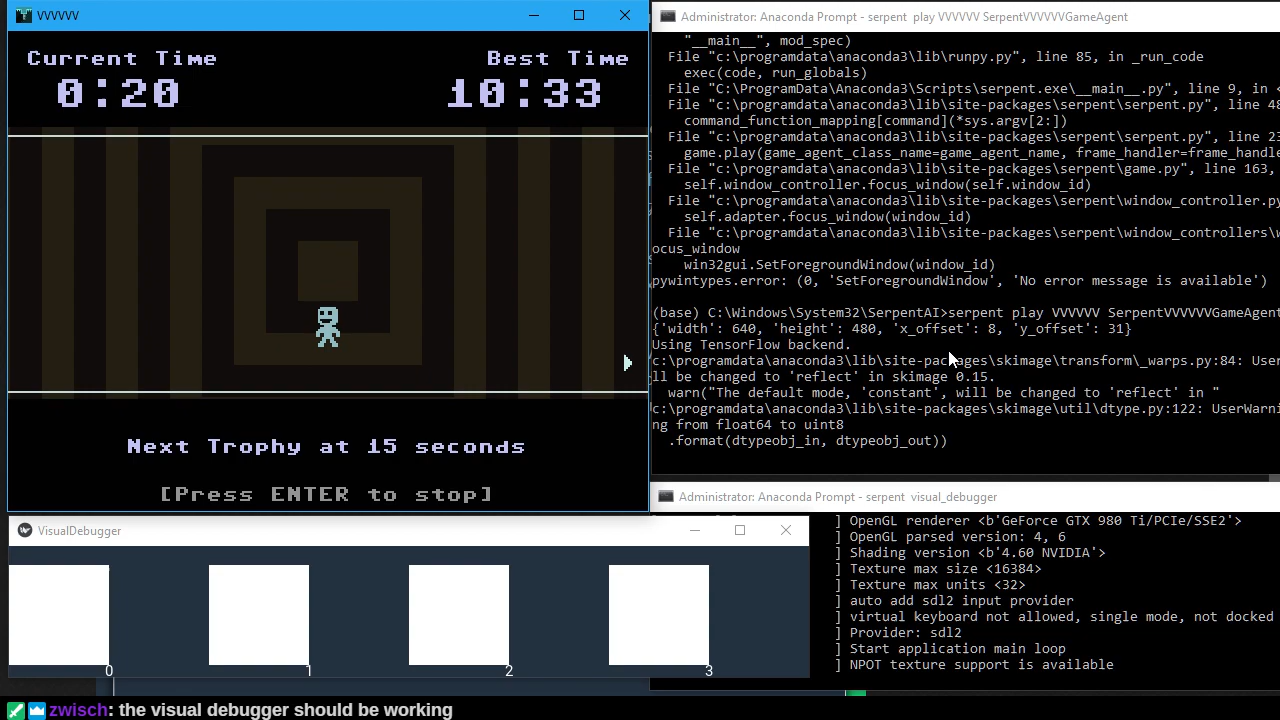 VVVVVV
Current Time
Best Time
0:20
10:33
Next Trophy at 15 seconds
[Press ENTER to stop]
Administrator: Anaconda Prompt - serpent  play VVVVVV SerpentVVVVVVGameAgent
"__main__", mod_spec)
File "c:\programdata\anaconda3\lib\runpy.py", line 85, in _run_code
exec(code, run_globals)
File "C:\ProgramData\Anaconda3\Scripts\serpent.exe\__main__.py", line 9, in <
File "c:\programdata\anaconda3\lib\site-packages\serpent\serpent.py", line 48
command_function_mapping[command](*sys.argv[2:])
File "c:\programdata\anaconda3\lib\site-packages\serpent\serpent.py", line 2
game.play(game_agent_class_name=game_agent_name, frame_handler=frame_handle
File "c:\programdata\anaconda3\lib\site-packages\serpent\game.py", line 163,
self.window_controller.focus_window(self.window_id)
File "c:\programdata\anaconda3\lib\site-packages\serpent\window_controller.py
self.adapter.focus_window(window_id)
File "c:\programdata\anaconda3\lib\site-packages\serpent\window_controllers\w
ocus_window
win32gui.SetForegroundWindow(window_id)
pywintypes.error: (0, 'SetForegroundWindow', 'No error message is available')
(base) C:\Windows\System32\SerpentAI>serpent play VVVVVV SerpentVVVVVVGameAgent
{'width': 640, 'height': 480, 'x_offset': 8, 'y_offset': 31}
Using TensorFlow backend.
c:\programdata\anaconda3\lib\site-packages\skimage\transform\_warps.py:84: User
ll be changed to 'reflect' in skimage 0.15.
warn("The default mode, 'constant', will be changed to 'reflect' in "
c:\programdata\anaconda3\lib\site-packages\skimage\util\dtype.py:122: UserWarni
ng from float64 to uint8
.format(dtypeobj_in, dtypeobj_out))
VisualDebugger
0
1
2
3
Administrator: Anaconda Prompt - serpent  visual_debugger
] OpenGL renderer <b'GeForce GTX 980 Ti/PCIe/SSE2'>
] OpenGL parsed version: 4, 6
] Shading version <b'4.60 NVIDIA'>
] Texture max size <16384>
] Texture max units <32>
] auto add sdl2 input provider
] virtual keyboard not allowed, single mode, not docked
] Provider: sdl2
] Start application main loop
] NPOT texture support is available
zwisch: the visual debugger should be working